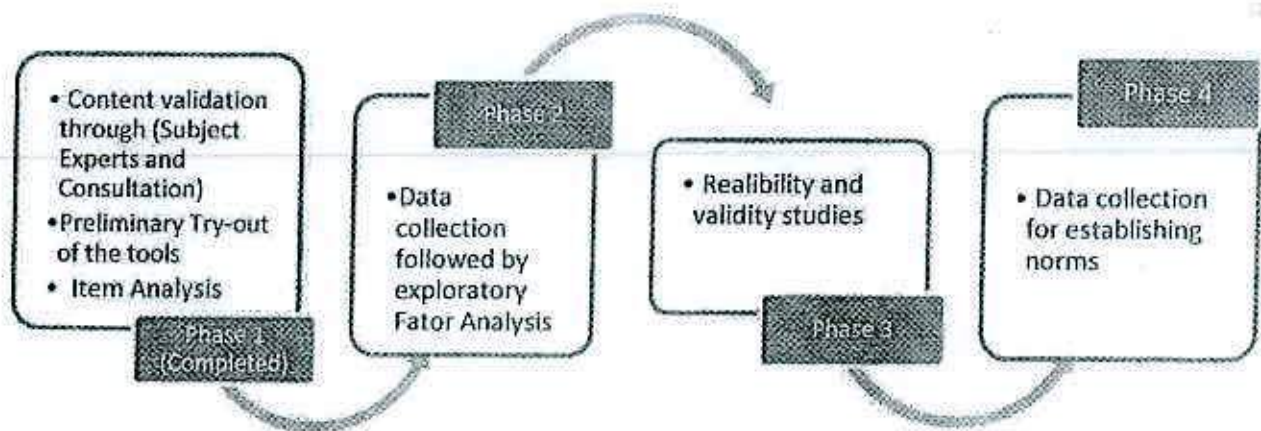 • Content validation
through (Subject
Experts and
Consultation)
•Preliminary Try-out
of the tools
• Item Analysis
Phase 1
(Completed)
Phase 2
•Data
collection
followed by
exploratory
Fator Analysis
• Realibility and
validity studies
Phase 3
Phase 4
• Data collection
for establishing
norms